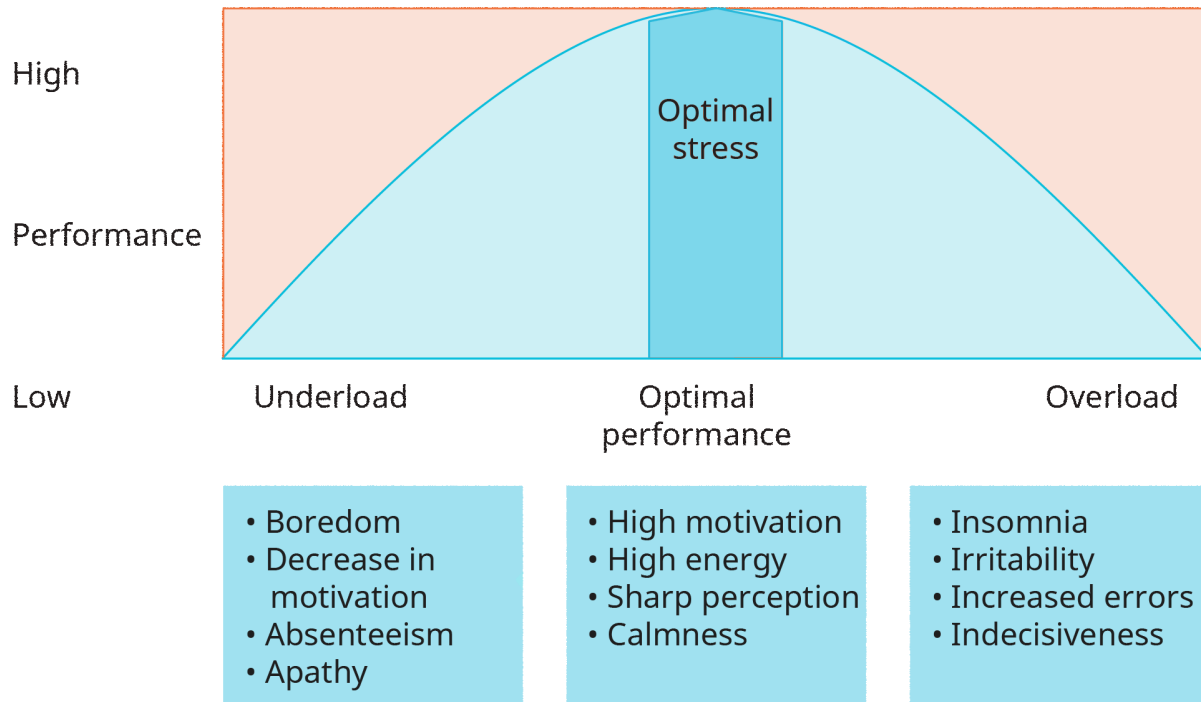 High
Optimal
stress
Performance
Low
Underload
Optimal
performance
Overload
• Boredom
• Decrease in
motivation
• Absenteeism
• Apathy
• High motivation
• High energy
• Sharp perception
• Calmness
• Insomnia
• Irritability
• Increased errors
• Indecisiveness